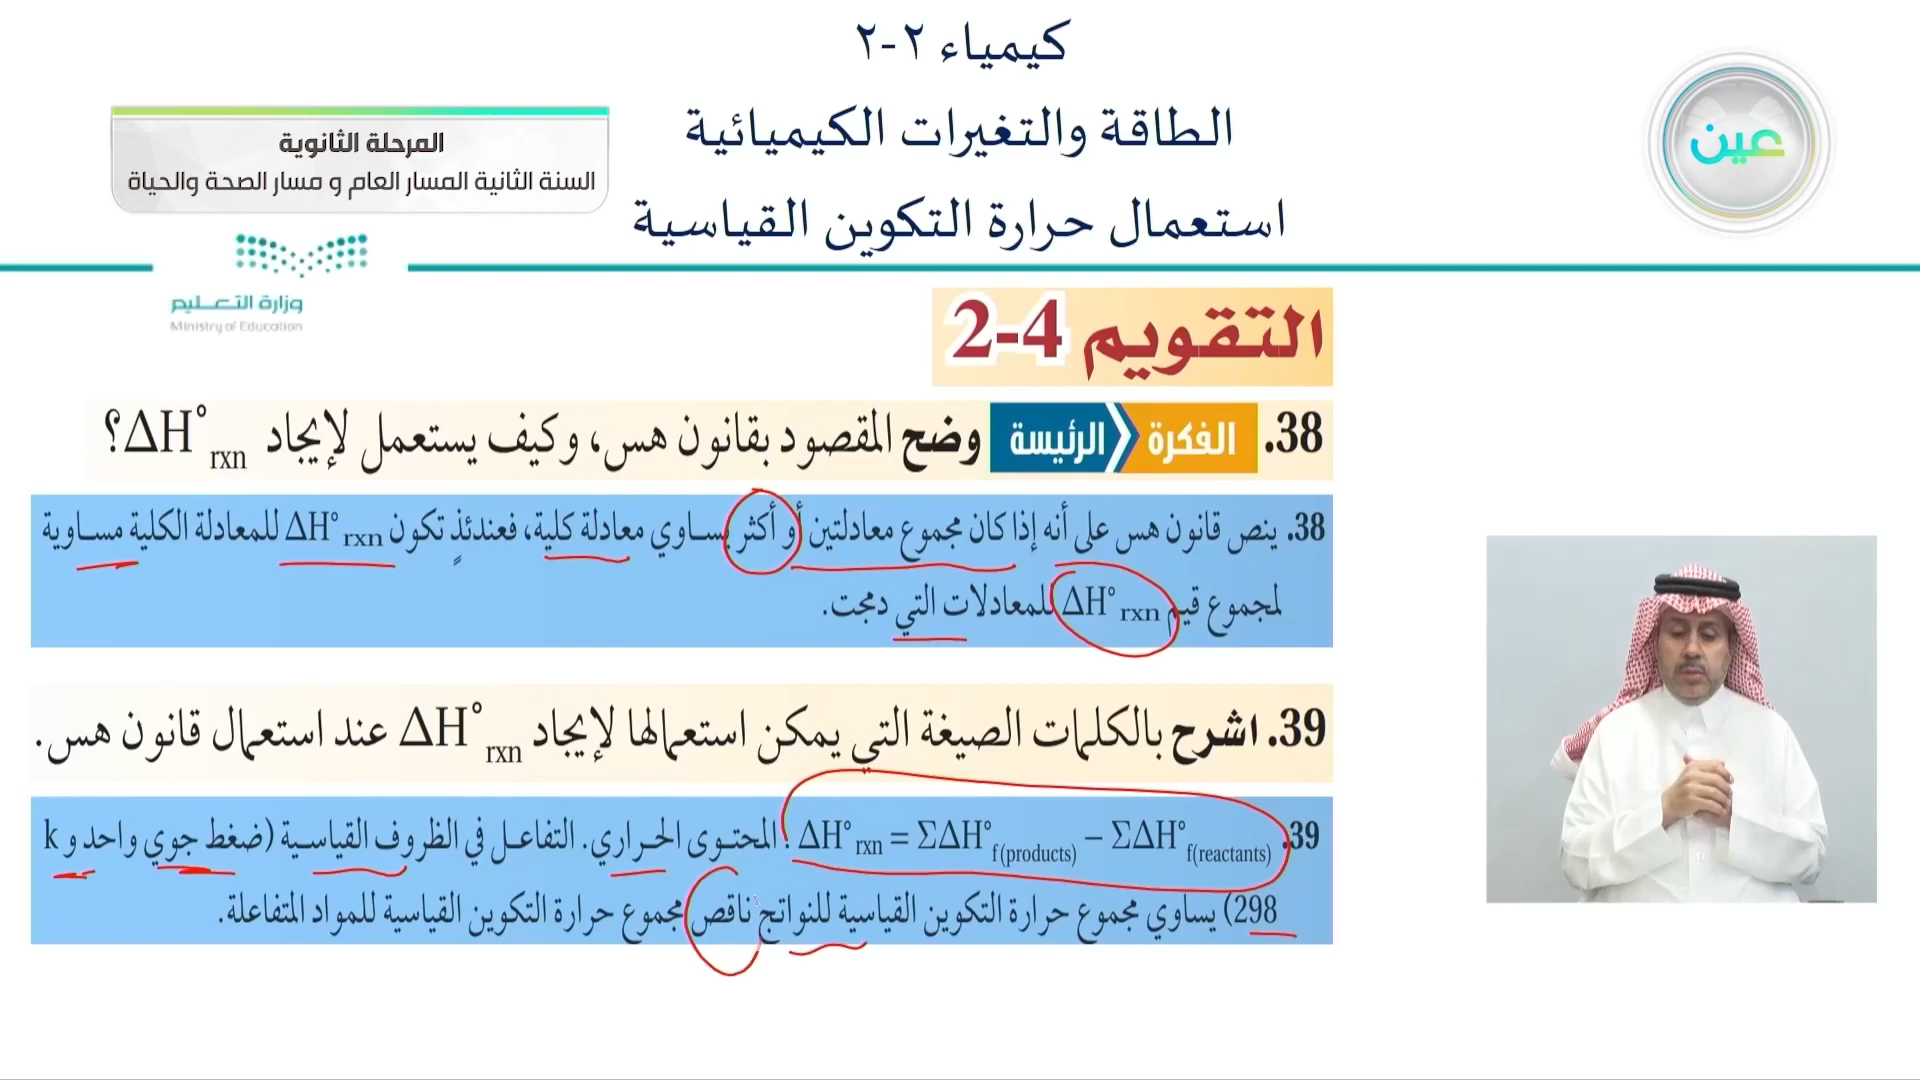 كيمياء ٢-٢
الطاقة والتغيرات الكيميائية
استعمال حرارة التكوين القياسية
عين
المرحلة الثانوية
السنة الثانية المسار العام و مسار الصحة والحياة
وزارة التعليم
Ministry of Education
التقويم 4-2
38. الفكرة الرئيسة وضح المقصود بقانون هس، وكيف يستعمل لإيجاد ΔH°rxn؟
38. ينص قانون هس على أنه إذا كان مجموع معادلتين أو أكثر يساوي معادلة كلية، فعندئذٍ تكون ΔH°rxn للمعادلة الكلية مساوية
لمجموع قيم ΔH°rxn للمعادلات التي دمجت.
39. اشرح بالكلمات الصيغة التي يمكن استعمالها لإيجاد ΔH°rxn عند استعمال قانون هس.
39. ΔH°rxn = ΣΔH°f(products) − ΣΔH°f(reactants) المحتوى الحراري. التفاعل في الظروف القياسية (ضغط جوي واحد و k
298) يساوي مجموع حرارة التكوين القياسية للنواتج ناقص مجموع حرارة التكوين القياسية للمواد المتفاعلة.